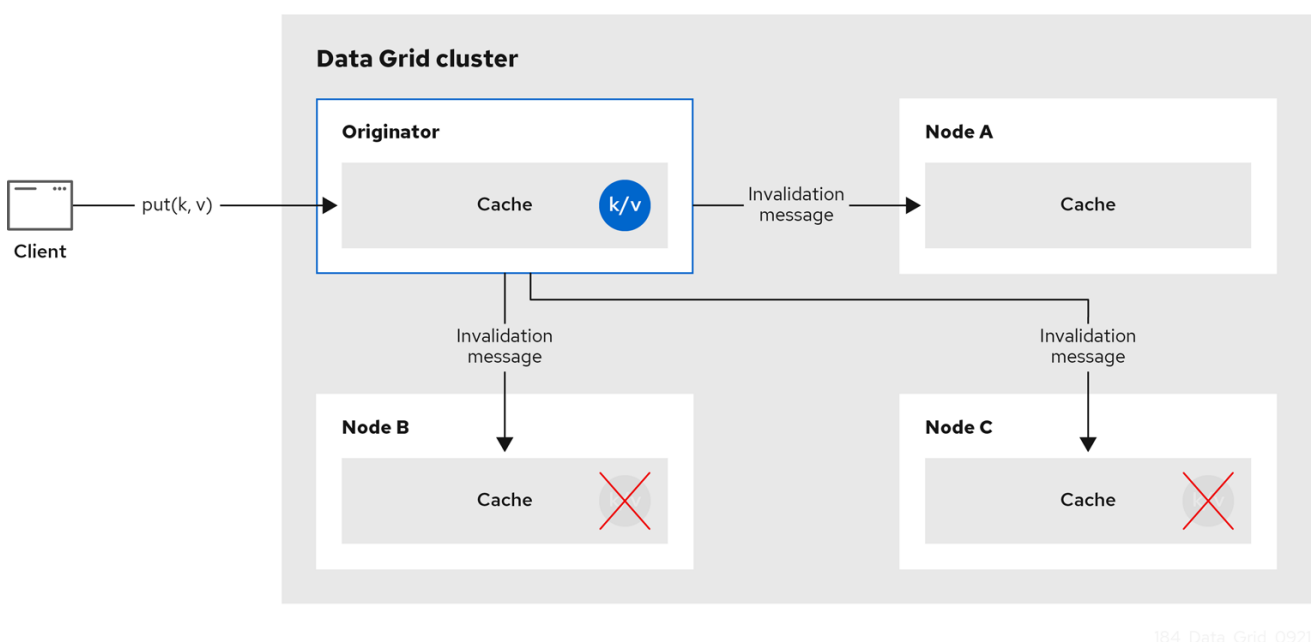 Data Grid cluster
Originator
Node A
Cache
k/v
Invalidation
message
Cache
put(k, v)
Client
Invalidation
message
Invalidation
message
Node B
Node C
Cache
Cache
184_Data_Grid_0921